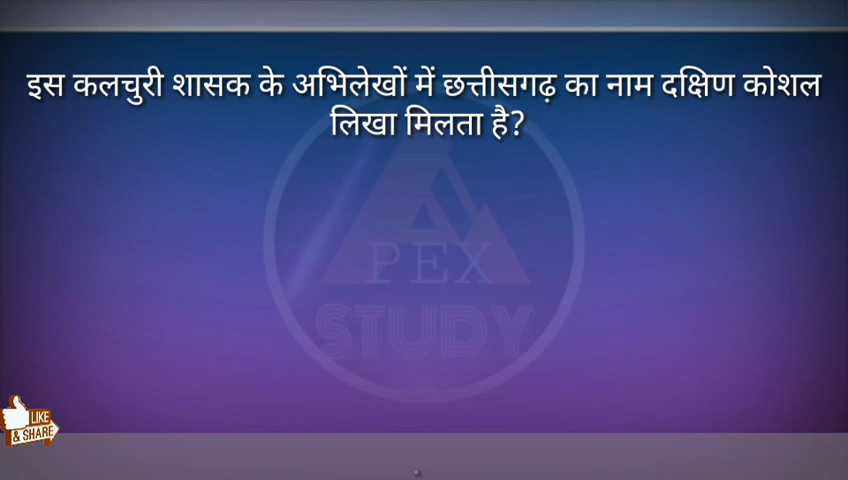 इस कलचुरी शासक के अभिलेखों में छत्तीसगढ़ का नाम दक्षिण कोशल
लिखा मिलता है?
PEX
STUDY
LIKE
& SHARE